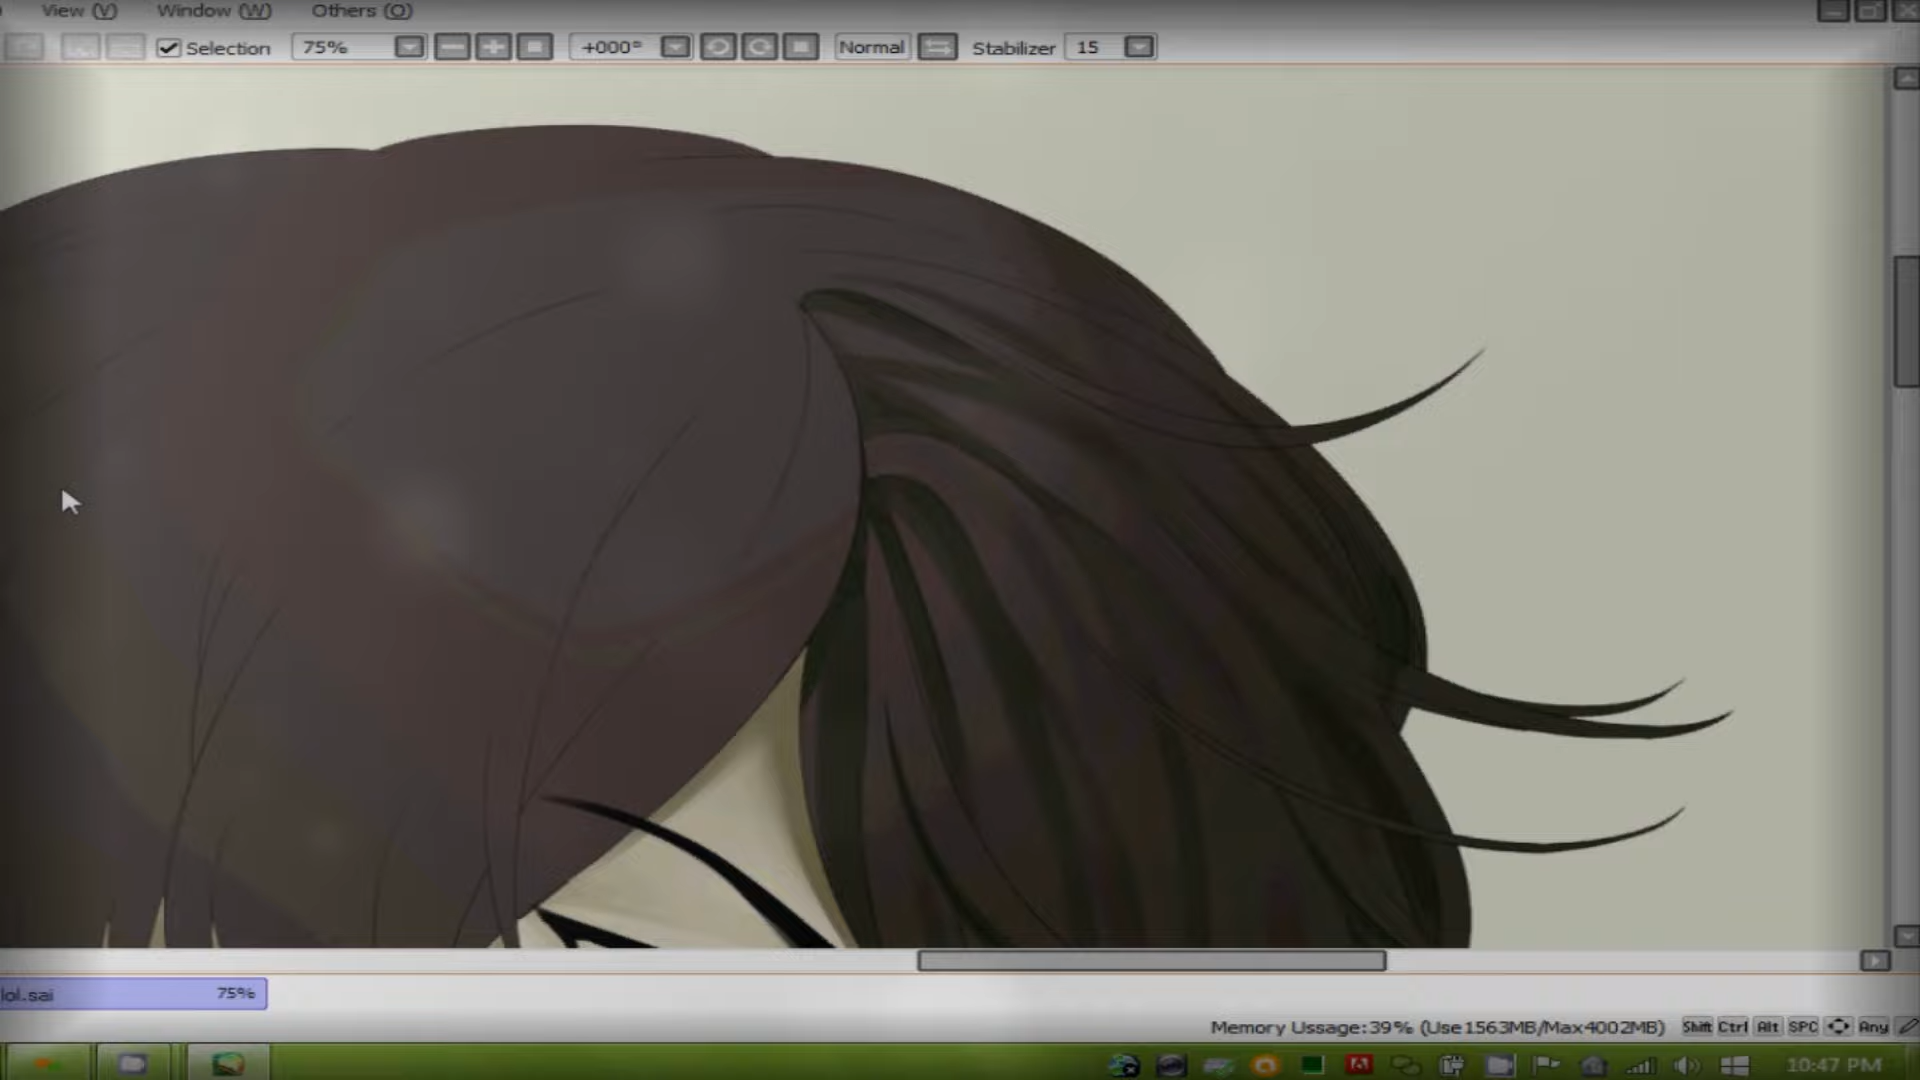 View (V) Window (W) Others (O)
Selection 75% +000° Normal Stabilizer 15
lol.sai 75%
Memory Ussage:39% (Use1563MB/Max4002MB) Shift Ctrl Alt SPC Any
10:47 PM